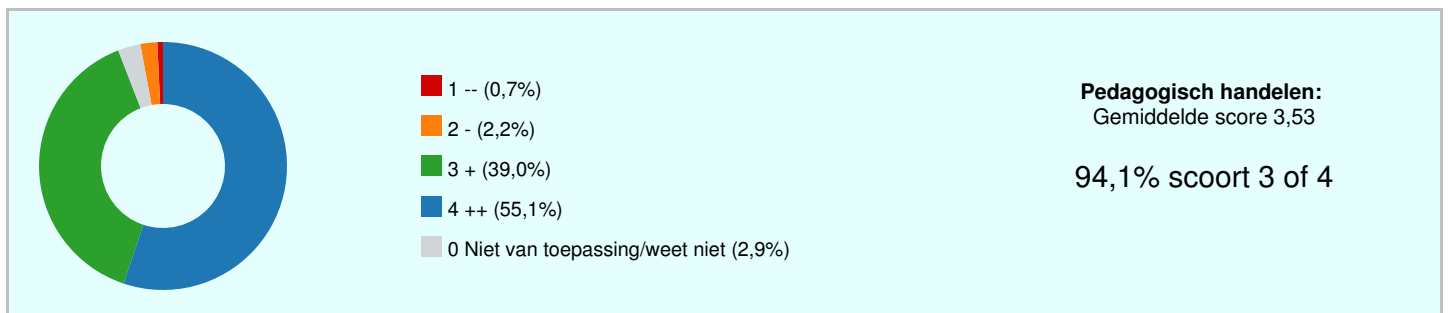 1 -- (0,7%)
2 - (2,2%)
3 + (39,0%)
4 ++ (55,1%)
0 Niet van toepassing/weet niet (2,9%)
Pedagogisch handelen:
Gemiddelde score 3,53
94,1% scoort 3 of 4